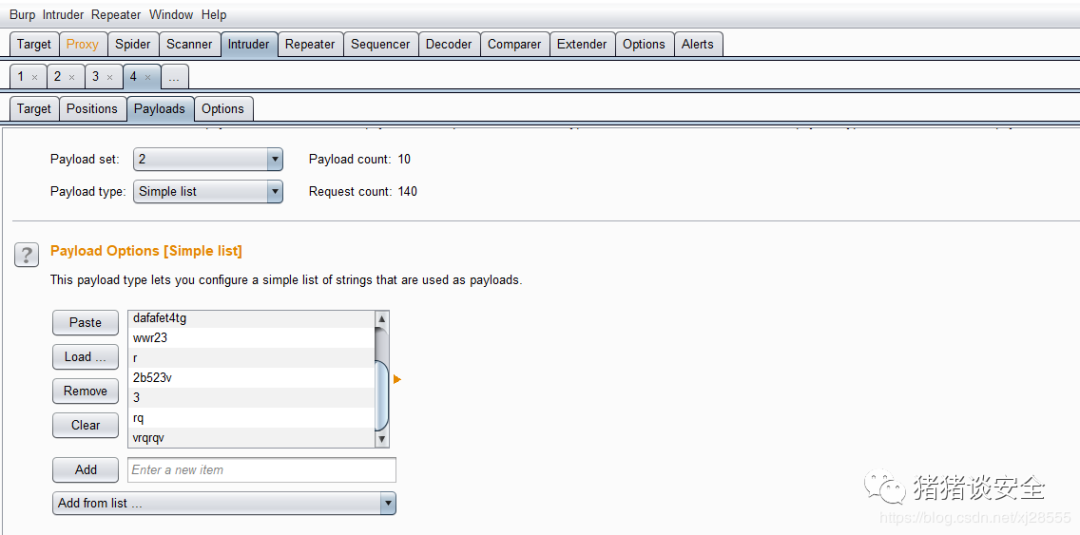 Burp Intruder Repeater Window Help
Target Proxy Spider Scanner Intruder Repeater Sequencer Decoder Comparer Extender Options Alerts
1 × 2 × 3 × 4 × ...
Target Positions Payloads Options
Payload set: 2 Payload count: 10
Payload type: Simple list Request count: 140
? Payload Options [Simple list]
This payload type lets you configure a simple list of strings that are used as payloads.
Paste
Load ...
Remove
Clear
dafafet4tg
wwr23
r
2b523v
3
rq
vrqrqv
Add Enter a new item
Add from list ...
猪猪谈安全
https://blog.csdn.net/xj28555